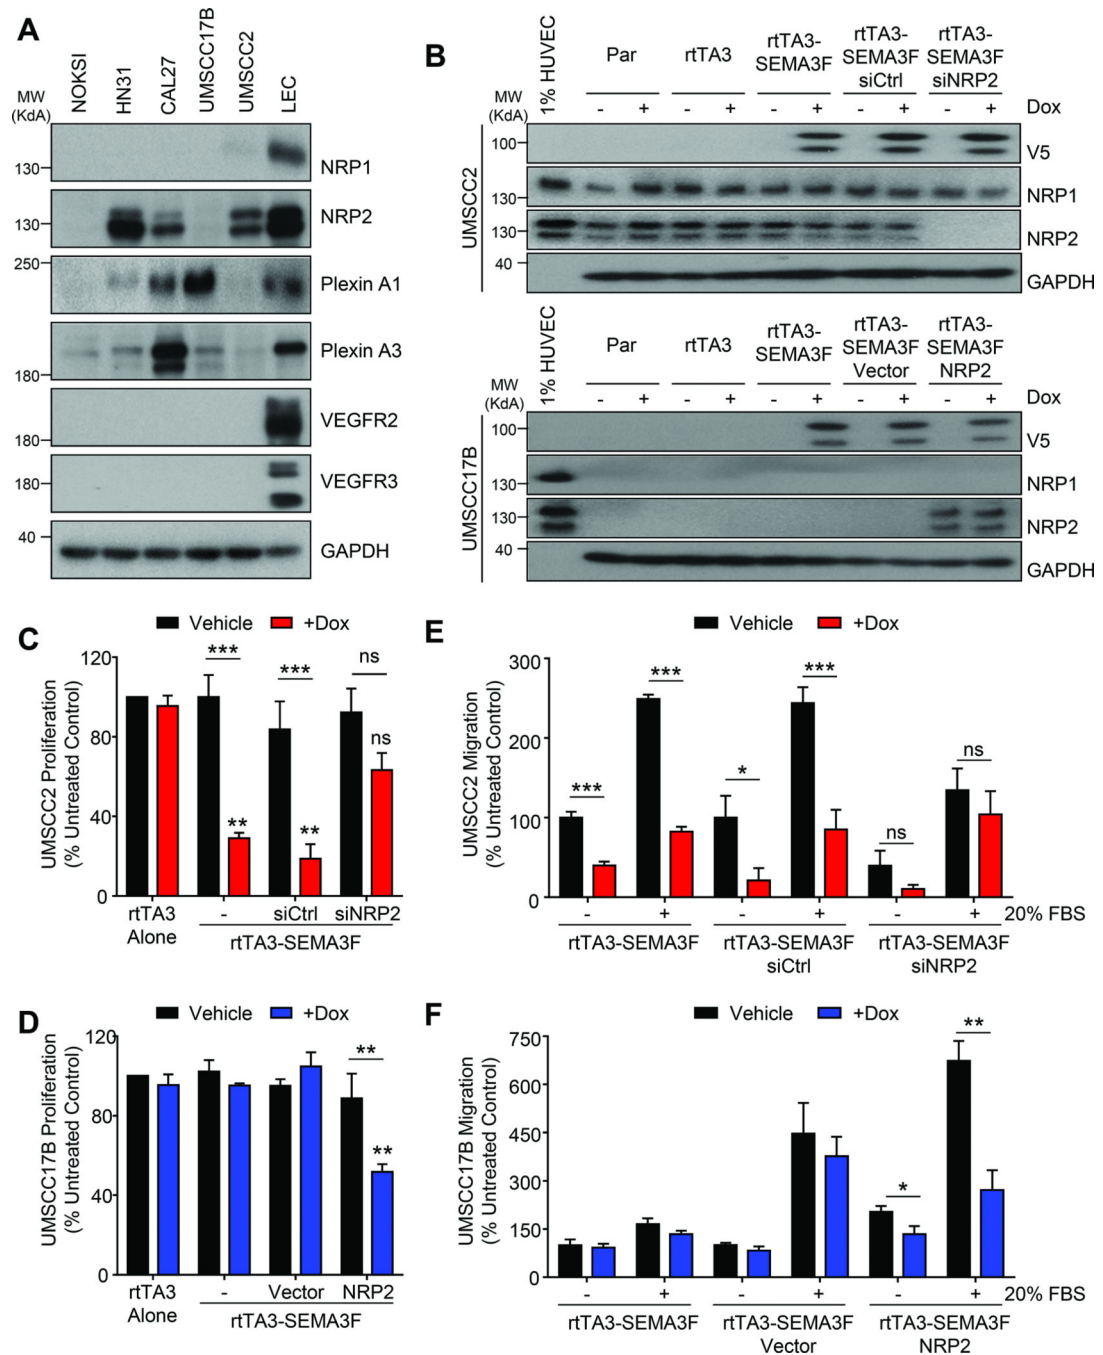 A
NOKSI
HN31
CAL27
UMSCC17B
UMSCC2
LEC
MW
(KdA)
130
NRP1
130
NRP2
250
Plexin A1
180
Plexin A3
180
VEGFR2
180
VEGFR3
40
GAPDH
B
MW
(KdA)
1% HUVEC
Par
rtTA3
rtTA3-
SEMA3F
rtTA3-
SEMA3F
siCtrl
rtTA3-
SEMA3F
siNRP2
- + - + - + - + - + Dox
UMSCC2
100
V5
130
NRP1
130
NRP2
40
GAPDH
MW
(KdA)
1% HUVEC
Par
rtTA3
rtTA3-
SEMA3F
rtTA3-
SEMA3F
Vector
rtTA3-
SEMA3F
NRP2
- + - + - + - + - + Dox
UMSCC17B
100
V5
130
NRP1
130
NRP2
40
GAPDH
C
Vehicle +Dox
UMSCC2 Proliferation
(% Untreated Control)
120
80
40
0
*** *** ns
** ** ns
rtTA3
Alone
- siCtrl siNRP2
rtTA3-SEMA3F
E
Vehicle +Dox
UMSCC2 Migration
(% Untreated Control)
300
200
100
0
*** *** * *** ns ns
- + - + - + 20% FBS
rtTA3-SEMA3F
rtTA3-SEMA3F
siCtrl
rtTA3-SEMA3F
siNRP2
D
Vehicle +Dox
UMSCC17B Proliferation
(% Untreated Control)
120
80
40
0
**
**
rtTA3
Alone
- Vector NRP2
rtTA3-SEMA3F
F
Vehicle +Dox
UMSCC17B Migration
(% Untreated Control)
750
600
450
300
150
0
* **
- + - + - + 20% FBS
rtTA3-SEMA3F
rtTA3-SEMA3F
Vector
rtTA3-SEMA3F
NRP2